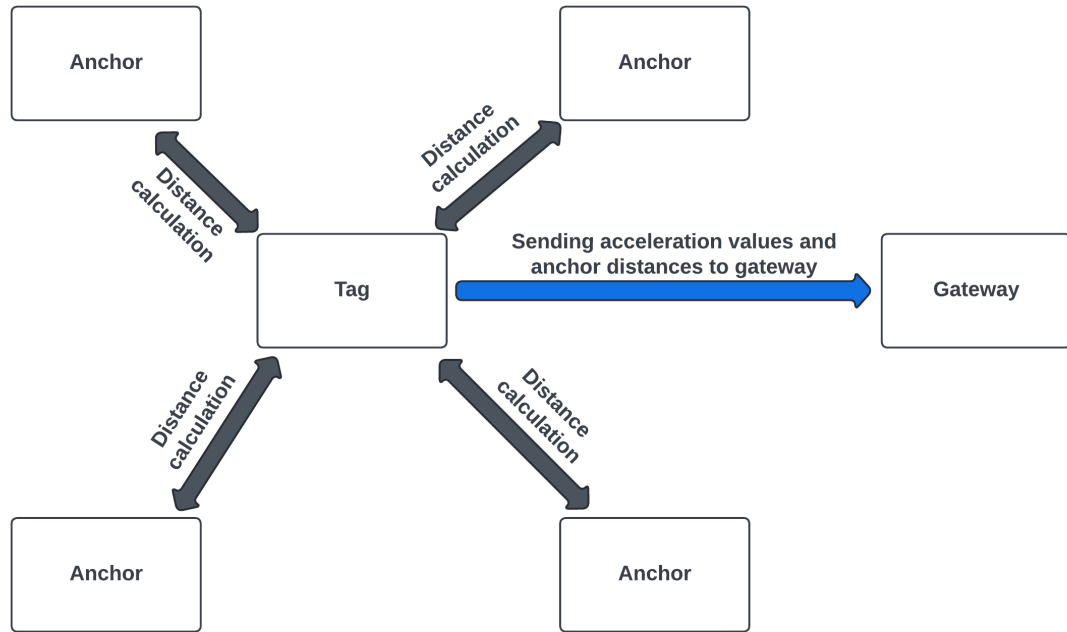 Anchor
Anchor
Distance
calculation
Distance
calculation
Sending acceleration values and
anchor distances to gateway
Tag
Gateway
Distance
calculation
Distance
calculation
Anchor
Anchor